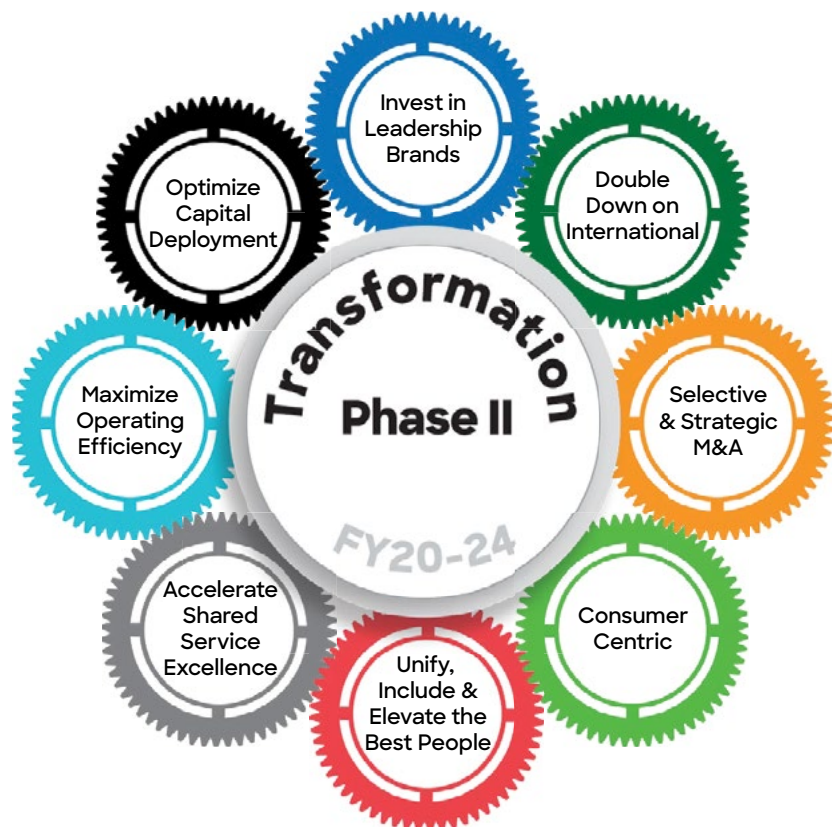 Invest in
Leadership
Brands
Double
Down on
International
Selective
& Strategic
M&A
Consumer
Centric
Unify,
Include &
Elevate the
Best People
Accelerate
Shared
Service
Excellence
Maximize
Operating
Efficiency
Optimize
Capital
Deployment
Transformation
Phase II
FY20-24